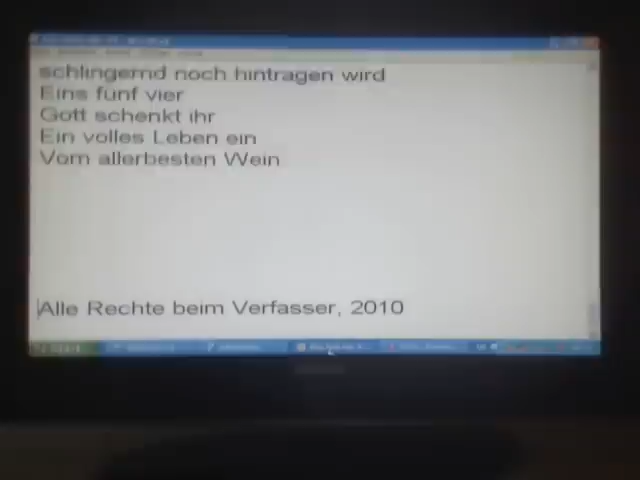 schlingernd noch hintragen wird
Eins fünf vier
Gott schenkt ihr
Ein volles Leben ein
Vom allerbesten Wein
Alle Rechte beim Verfasser, 2010